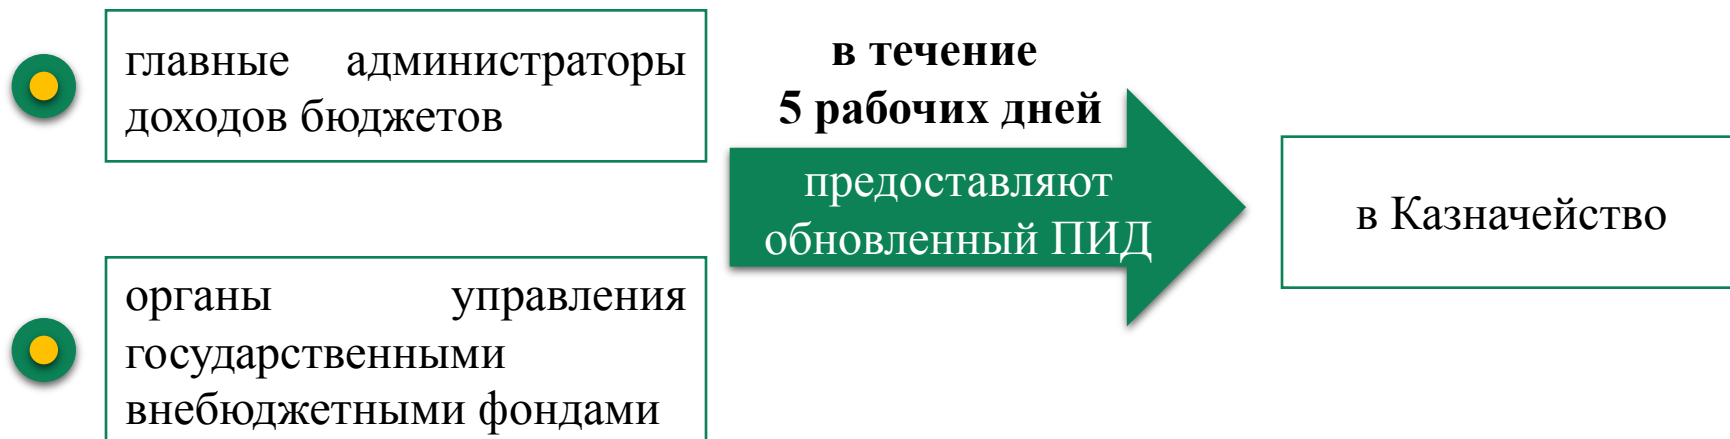 главные администраторы
доходов бюджетов
органы управления
государственными
внебюджетными фондами
в течение
5 рабочих дней
предоставляют
обновленный ПИД
в Казначейство